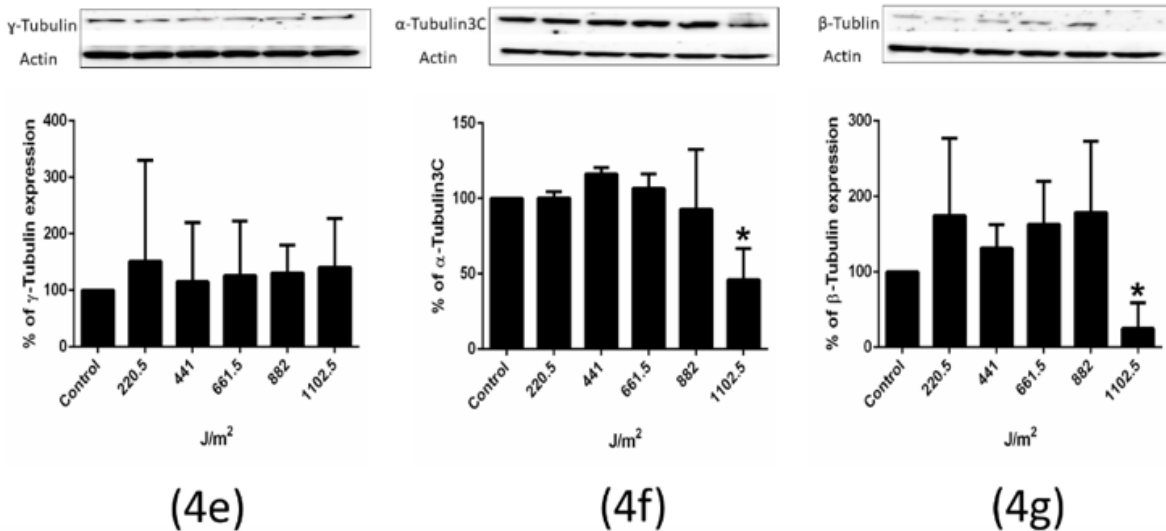 γ-Tubulin
Actin
% of γ-Tubulin expression
400
300
200
100
0
Control
220.5
441
661.5
882
1102.5
J/m²
(4e)
α-Tubulin3C
Actin
% of α-Tubulin3C
150
100
50
0
*
Control
220.5
441
661.5
882
1102.5
J/m²
(4f)
β-Tublin
Actin
% of β-Tubulin expression
300
200
100
0
*
Control
220.5
441
661.5
882
1102.5
J/m²
(4g)